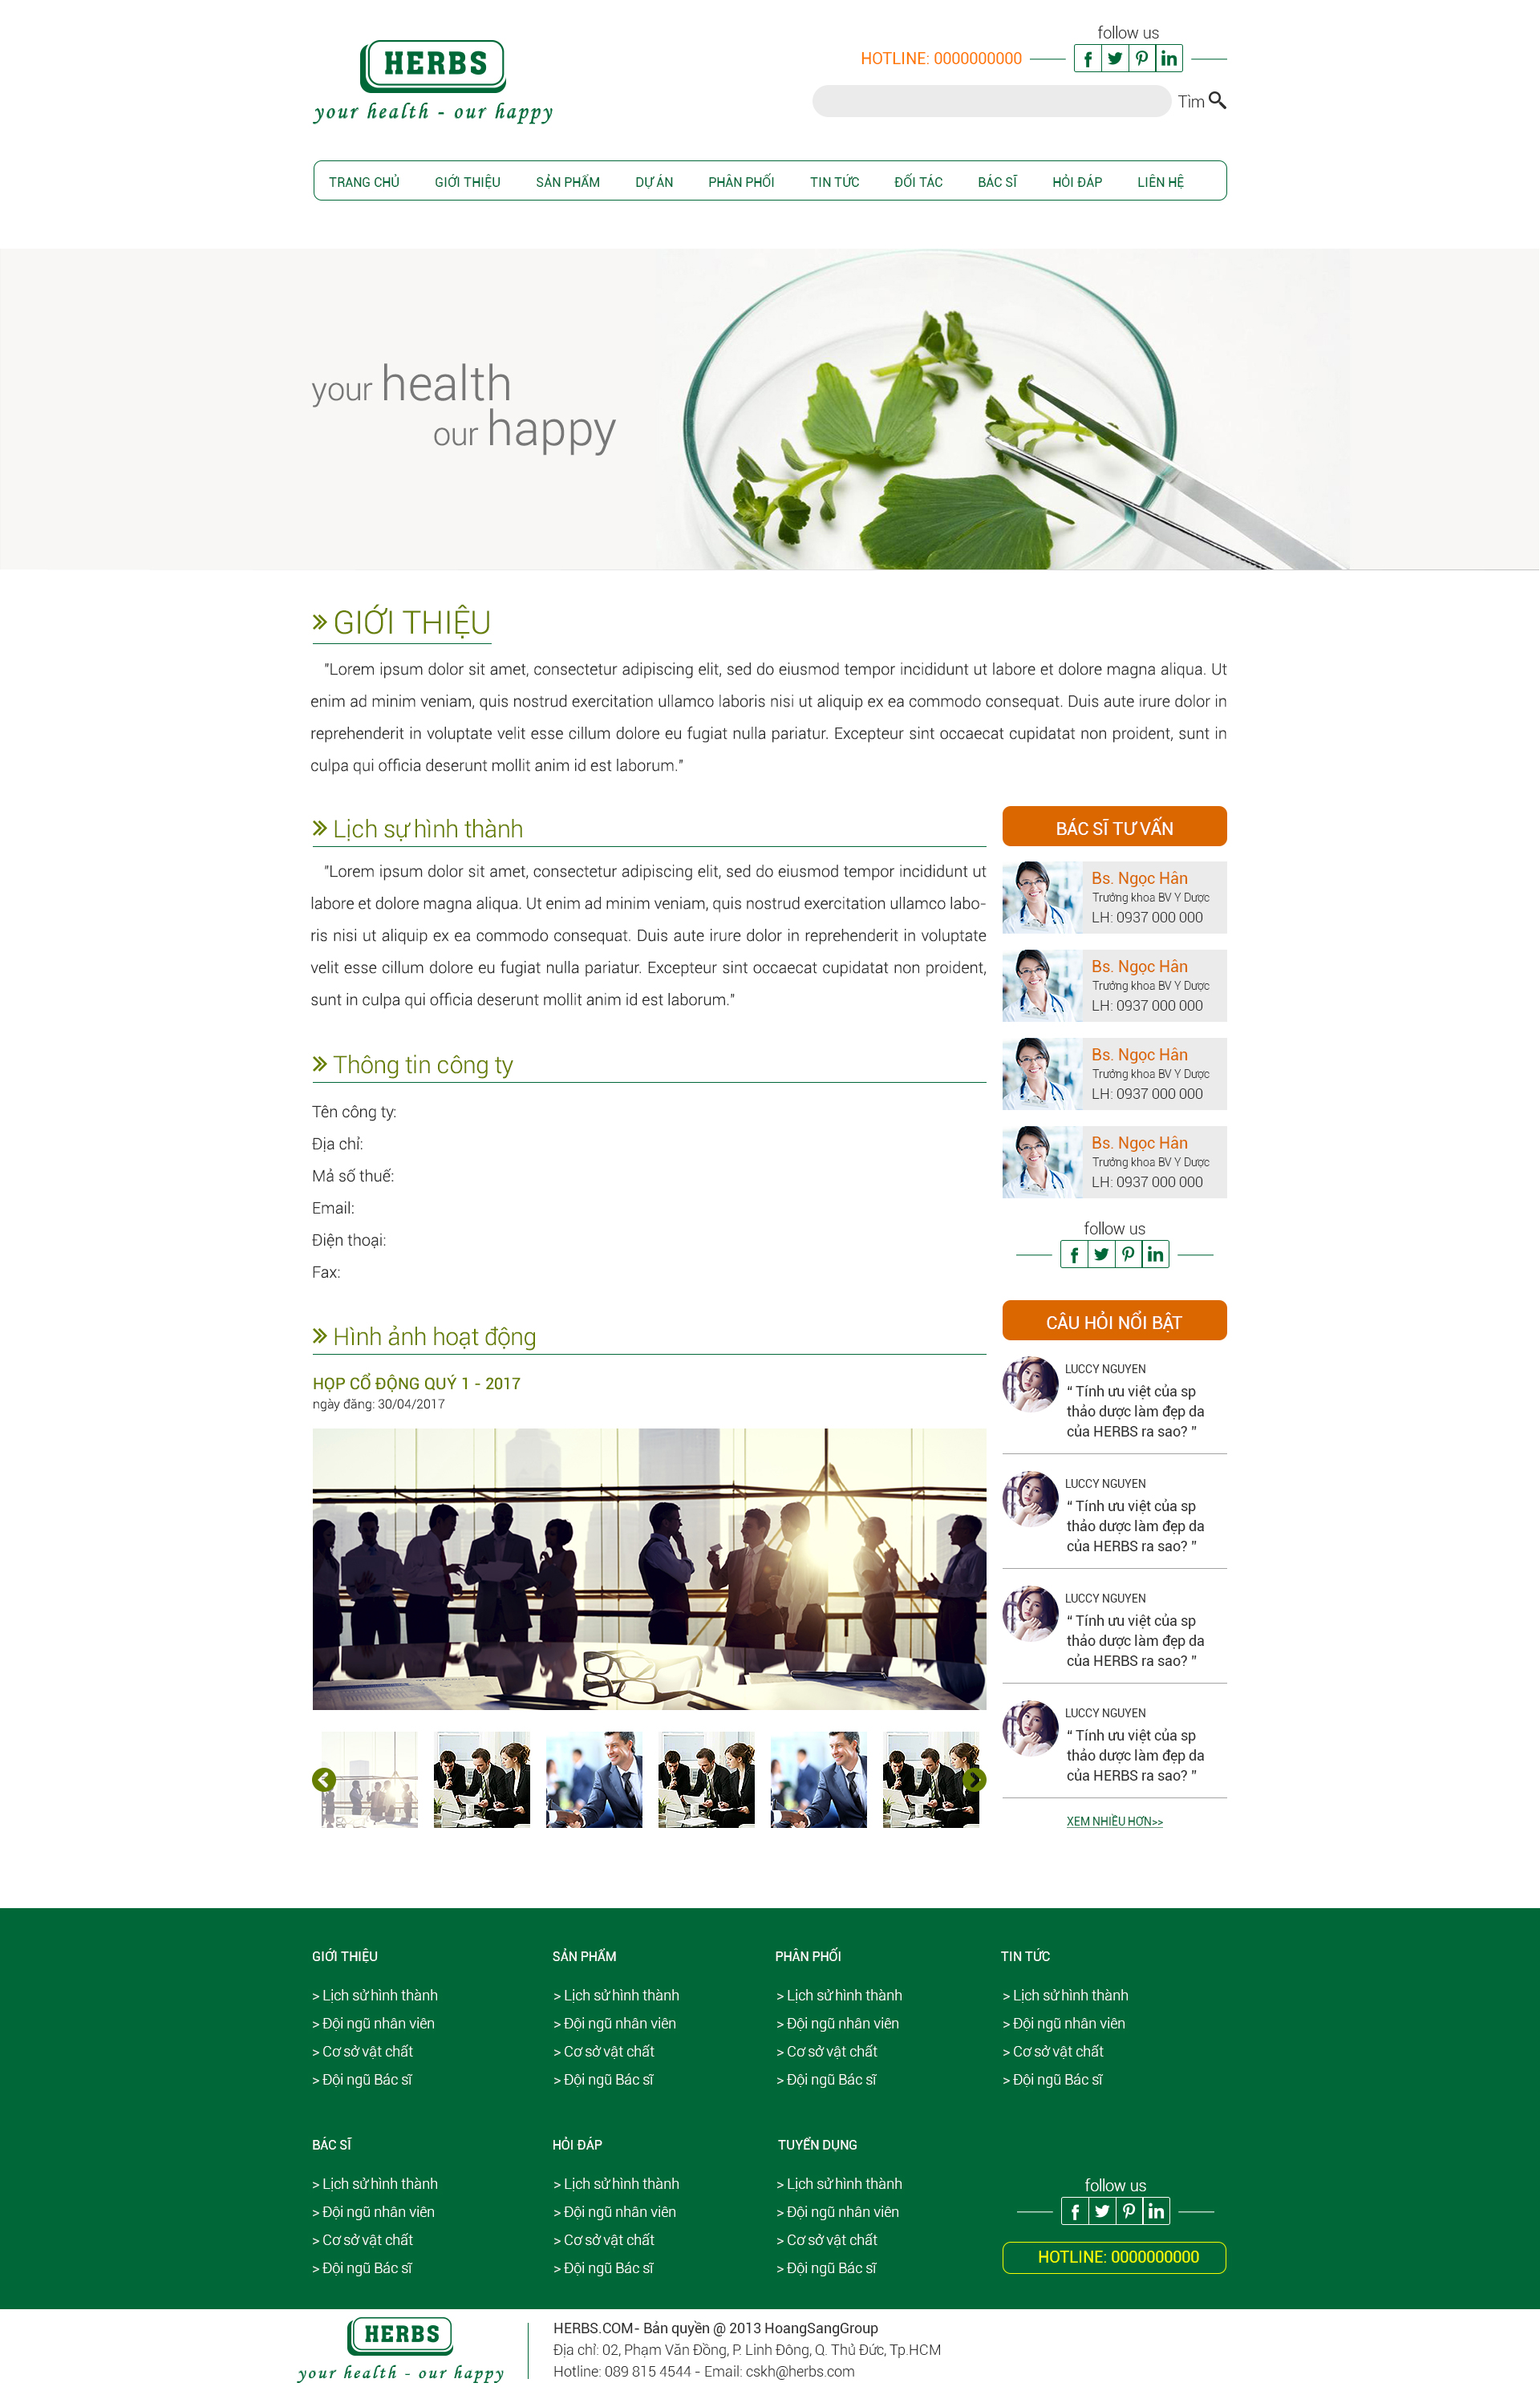 HERBS
your health - our happy
follow us
HOTLINE: 0000000000
Tìm
TRANG CHỦ GIỚI THIỆU SẢN PHẨM DỰ ÁN PHÂN PHỐI TIN TỨC ĐỐI TÁC BÁC SĨ HỎI ĐÁP LIÊN HỆ
your health
our happy
GIỚI THIỆU
"Lorem ipsum dolor sit amet, consectetur adipiscing elit, sed do eiusmod tempor incididunt ut labore et dolore magna aliqua. Ut
enim ad minim veniam, quis nostrud exercitation ullamco laboris nisi ut aliquip ex ea commodo consequat. Duis aute irure dolor in
reprehenderit in voluptate velit esse cillum dolore eu fugiat nulla pariatur. Excepteur sint occaecat cupidatat non proident, sunt in
culpa qui officia deserunt mollit anim id est laborum."
Lịch sự hình thành
"Lorem ipsum dolor sit amet, consectetur adipiscing elit, sed do eiusmod tempor incididunt ut
labore et dolore magna aliqua. Ut enim ad minim veniam, quis nostrud exercitation ullamco labo-
ris nisi ut aliquip ex ea commodo consequat. Duis aute irure dolor in reprehenderit in voluptate
velit esse cillum dolore eu fugiat nulla pariatur. Excepteur sint occaecat cupidatat non proident,
sunt in culpa qui officia deserunt mollit anim id est laborum."
Thông tin công ty
Tên công ty:
Địa chỉ:
Mả số thuế:
Email:
Điện thoại:
Fax:
Hình ảnh hoạt động
HỌP CỔ ĐỘNG QUÝ 1 - 2017
ngày đăng: 30/04/2017
BÁC SĨ TƯ VẤN
Bs. Ngọc Hân
Trưởng khoa BV Y Dược
LH: 0937 000 000
Bs. Ngọc Hân
Trưởng khoa BV Y Dược
LH: 0937 000 000
Bs. Ngọc Hân
Trưởng khoa BV Y Dược
LH: 0937 000 000
Bs. Ngọc Hân
Trưởng khoa BV Y Dược
LH: 0937 000 000
follow us
CÂU HỎI NỔI BẬT
LUCCY NGUYEN
“ Tính ưu việt của sp
thảo dược làm đẹp da
của HERBS ra sao? ”
LUCCY NGUYEN
“ Tính ưu việt của sp
thảo dược làm đẹp da
của HERBS ra sao? ”
LUCCY NGUYEN
“ Tính ưu việt của sp
thảo dược làm đẹp da
của HERBS ra sao? ”
LUCCY NGUYEN
“ Tính ưu việt của sp
thảo dược làm đẹp da
của HERBS ra sao? ”
XEM NHIỀU HƠN>>
GIỚI THIỆU
> Lịch sử hình thành
> Đội ngũ nhân viên
> Cơ sở vật chất
> Đội ngũ Bác sĩ
SẢN PHẨM
> Lịch sử hình thành
> Đội ngũ nhân viên
> Cơ sở vật chất
> Đội ngũ Bác sĩ
PHÂN PHỐI
> Lịch sử hình thành
> Đội ngũ nhân viên
> Cơ sở vật chất
> Đội ngũ Bác sĩ
TIN TỨC
> Lịch sử hình thành
> Đội ngũ nhân viên
> Cơ sở vật chất
> Đội ngũ Bác sĩ
BÁC SĨ
> Lịch sử hình thành
> Đội ngũ nhân viên
> Cơ sở vật chất
> Đội ngũ Bác sĩ
HỎI ĐÁP
> Lịch sử hình thành
> Đội ngũ nhân viên
> Cơ sở vật chất
> Đội ngũ Bác sĩ
TUYỂN DỤNG
> Lịch sử hình thành
> Đội ngũ nhân viên
> Cơ sở vật chất
> Đội ngũ Bác sĩ
follow us
HOTLINE: 0000000000
HERBS
your health - our happy
HERBS.COM- Bản quyền @ 2013 HoangSangGroup
Địa chỉ: 02, Phạm Văn Đồng, P. Linh Đông, Q. Thủ Đức, Tp.HCM
Hotline: 089 815 4544 - Email: cskh@herbs.com